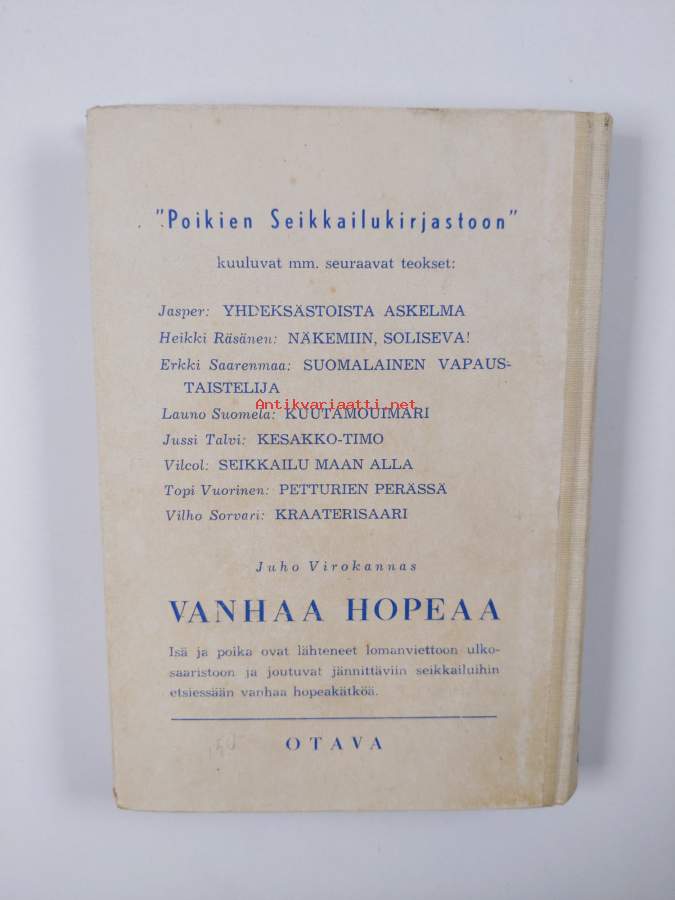 "Poikien Seikkailukirjastoon"
kuuluvat mm. seuraavat teokset:
Jasper: YHDEKSÄSTOISTA ASKELMA
Heikki Räsänen: NÄKEMIIN, SOLISEVA!
Erkki Saarenmaa: SUOMALAINEN VAPAUS-
TAISTELIJA
Antikvariaatti.net
Launo Suomela: KUUTAMOUIMARI
Jussi Talvi: KESAKKO-TIMO
Vilcol: SEIKKAILU MAAN ALLA
Topi Vuorinen: PETTURIEN PERÄSSÄ
Vilho Sorvari: KRAATERISAARI
Juho Virokannas
VANHAA HOPEAA
Isä ja poika ovat lähteneet lomanviettoon ulko-
saaristoon ja joutuvat jännittäviin seikkailuihin
etsiessään vanhaa hopeakätköä.
OTAVA